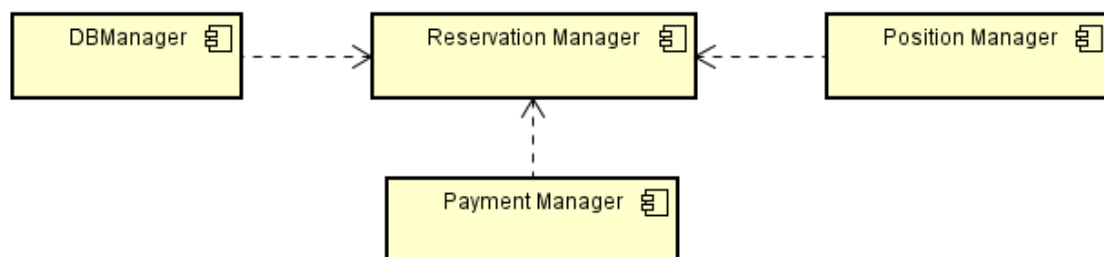 DBManager
Reservation Manager
Position Manager
Payment Manager